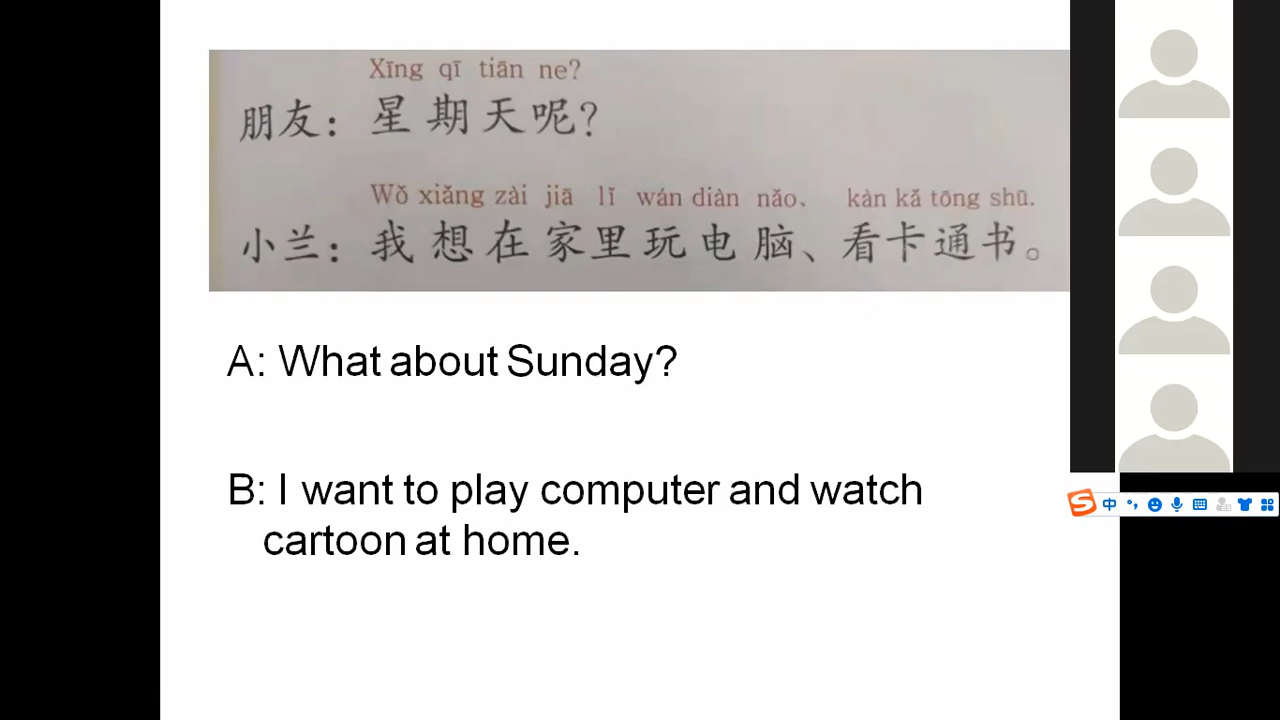 Xīng qī tiān ne?
朋友：星期天呢？
Wǒ xiǎng zài jiā lǐ wán diàn nǎo、 kàn kǎ tōng shū.
小兰：我想在家里玩电脑、看卡通书。
A: What about Sunday?
B: I want to play computer and watch
cartoon at home.
S 中